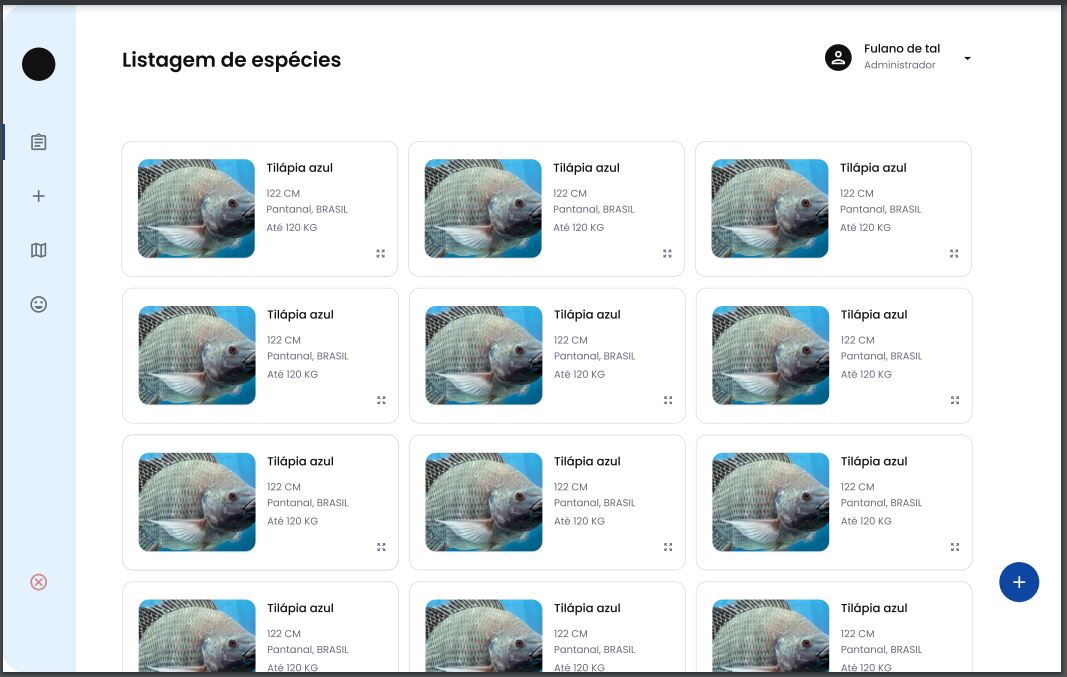 Listagem de espécies
Fulano de tal
Administrador
Tilápia azul
122 CM
Pantanal, BRASIL
Até 120 KG
Tilápia azul
122 CM
Pantanal, BRASIL
Até 120 KG
Tilápia azul
122 CM
Pantanal, BRASIL
Até 120 KG
Tilápia azul
122 CM
Pantanal, BRASIL
Até 120 KG
Tilápia azul
122 CM
Pantanal, BRASIL
Até 120 KG
Tilápia azul
122 CM
Pantanal, BRASIL
Até 120 KG
Tilápia azul
122 CM
Pantanal, BRASIL
Até 120 KG
Tilápia azul
122 CM
Pantanal, BRASIL
Até 120 KG
Tilápia azul
122 CM
Pantanal, BRASIL
Até 120 KG
Tilápia azul
122 CM
Pantanal, BRASIL
Até 120 KG
Tilápia azul
122 CM
Pantanal, BRASIL
Até 120 KG
Tilápia azul
122 CM
Pantanal, BRASIL
Até 120 KG